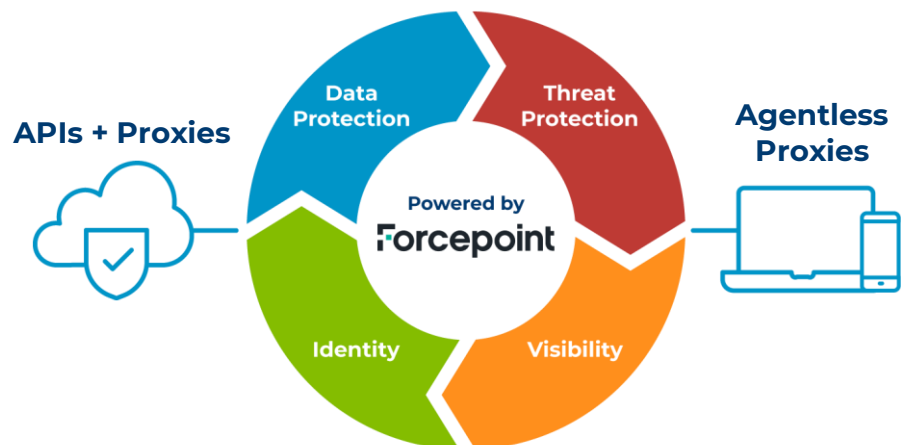 APIs + Proxies
Data
Protection
Threat
Protection
Agentless
Proxies
Powered by
Forcepoint
Identity
Visibility